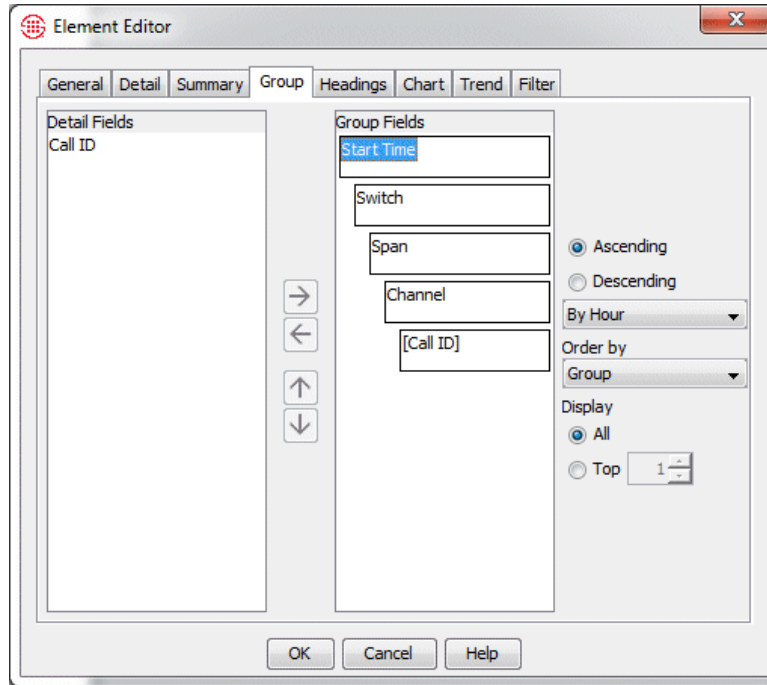 Element Editor
General Detail Summary Group Headings Chart Trend Filter
Detail Fields
Call ID
Group Fields
Start Time
Switch
Span
Channel
[Call ID]
Ascending
Descending
By Hour
Order by
Group
Display
All
Top 1
OK Cancel Help